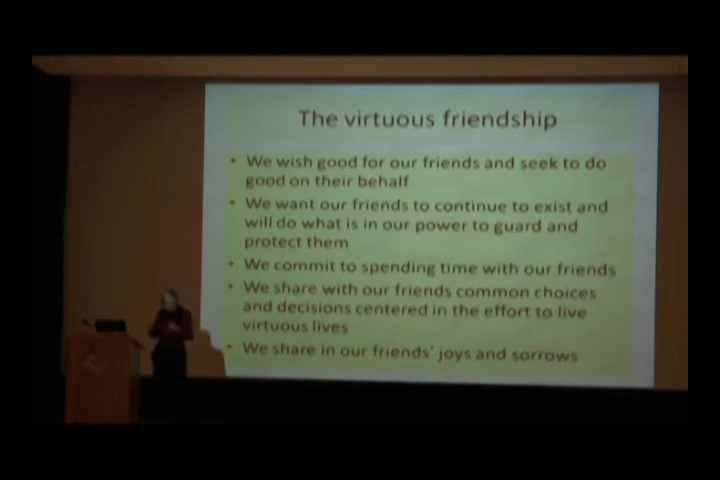 The virtuous friendship
• We wish good for our friends and seek to do
good on their behalf
• We want our friends to continue to exist and
will do what is in our power to guard and
protect them
• We commit to spending time with our friends
• We share with our friends common choices
and decisions centered in the effort to live
virtuous lives
• We share in our friends' joys and sorrows